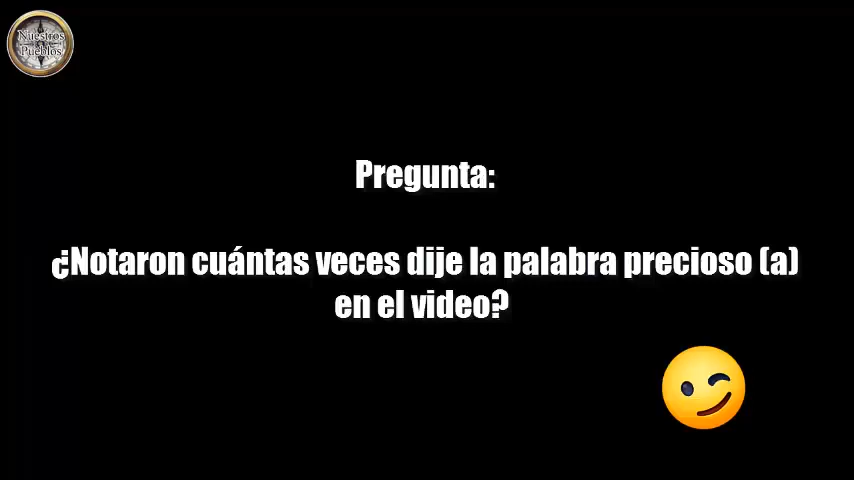 Nuestros
Pueblos
Pregunta:
¿Notaron cuántas veces dije la palabra precioso (a)
en el video?